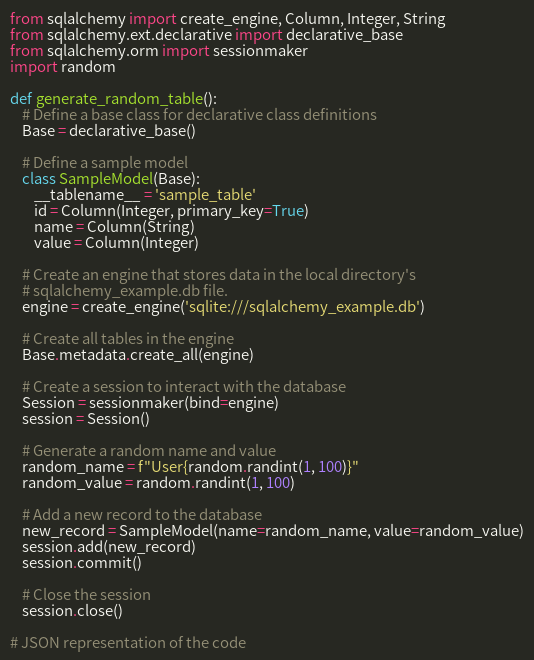 from sqlalchemy import create_engine, Column, Integer, String
from sqlalchemy.ext.declarative import declarative_base
from sqlalchemy.orm import sessionmaker
import random

def generate_random_table():
    # Define a base class for declarative class definitions
    Base = declarative_base()

    # Define a sample model
    class SampleModel(Base):
        __tablename__ = 'sample_table'
        id = Column(Integer, primary_key=True)
        name = Column(String)
        value = Column(Integer)

    # Create an engine that stores data in the local directory's
    # sqlalchemy_example.db file.
    engine = create_engine('sqlite:///sqlalchemy_example.db')

    # Create all tables in the engine
    Base.metadata.create_all(engine)

    # Create a session to interact with the database
    Session = sessionmaker(bind=engine)
    session = Session()

    # Generate a random name and value
    random_name = f"User{random.randint(1, 100)}"
    random_value = random.randint(1, 100)

    # Add a new record to the database
    new_record = SampleModel(name=random_name, value=random_value)
    session.add(new_record)
    session.commit()

    # Close the session
    session.close()

# JSON representation of the code